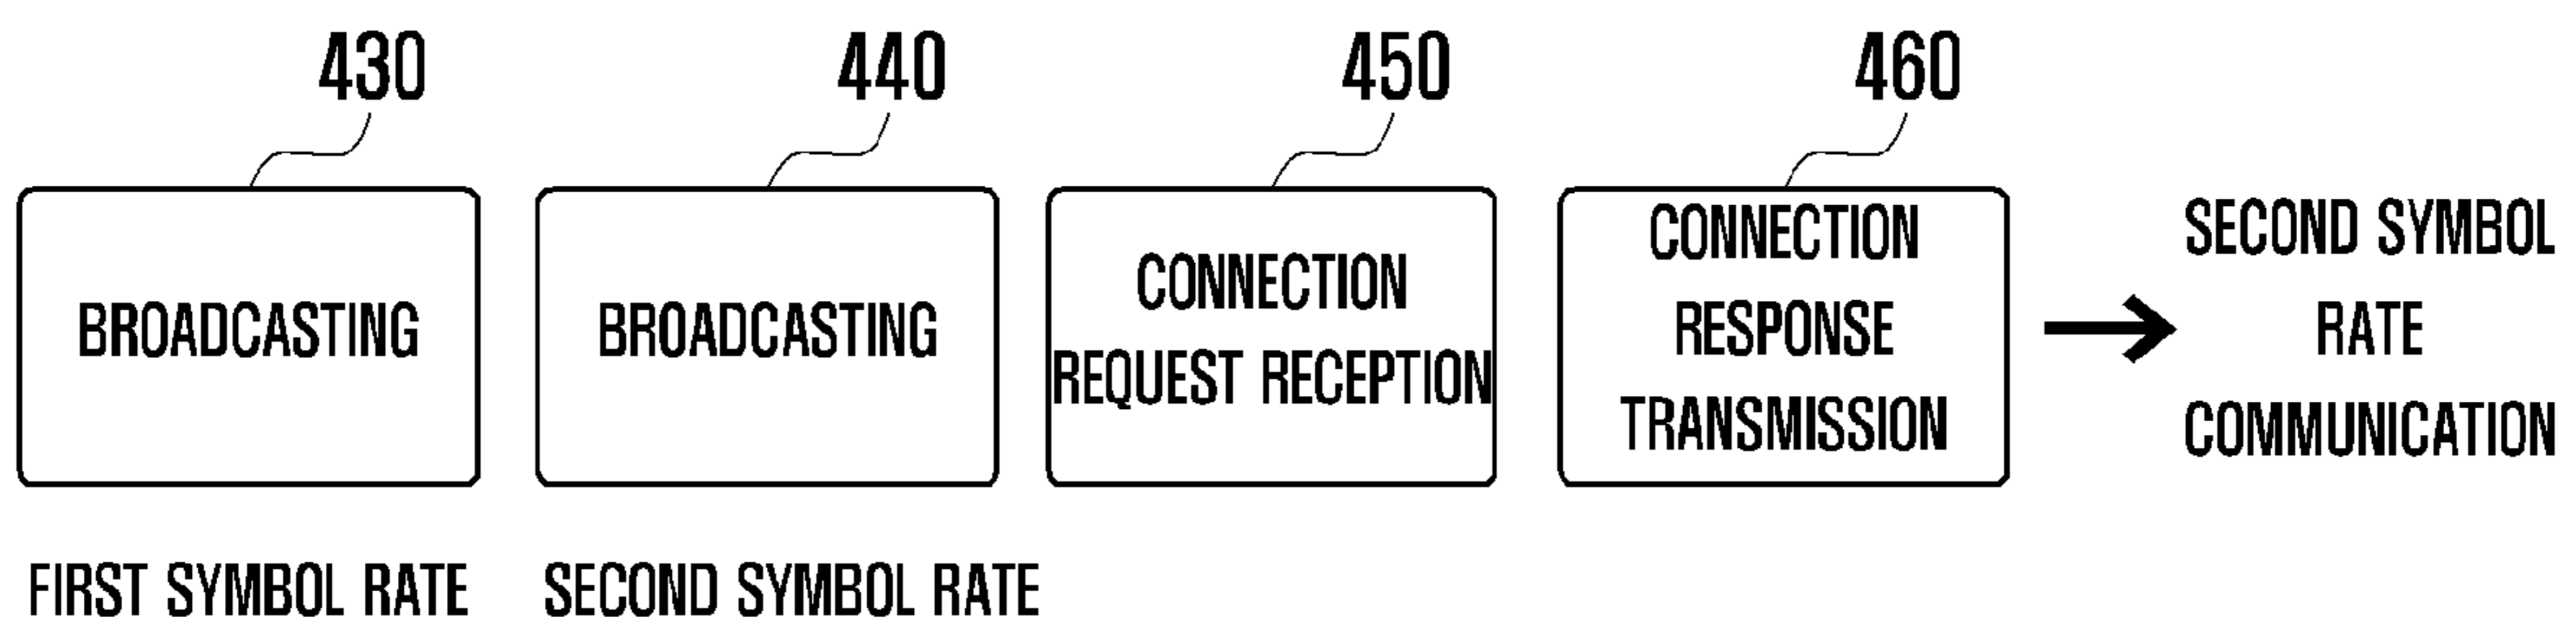 430
440
450
460
BROADCASTING
BROADCASTING
CONNECTION
REQUEST RECEPTION
CONNECTION
RESPONSE
TRANSMISSION
SECOND SYMBOL
RATE
COMMUNICATION
FIRST SYMBOL RATE
SECOND SYMBOL RATE